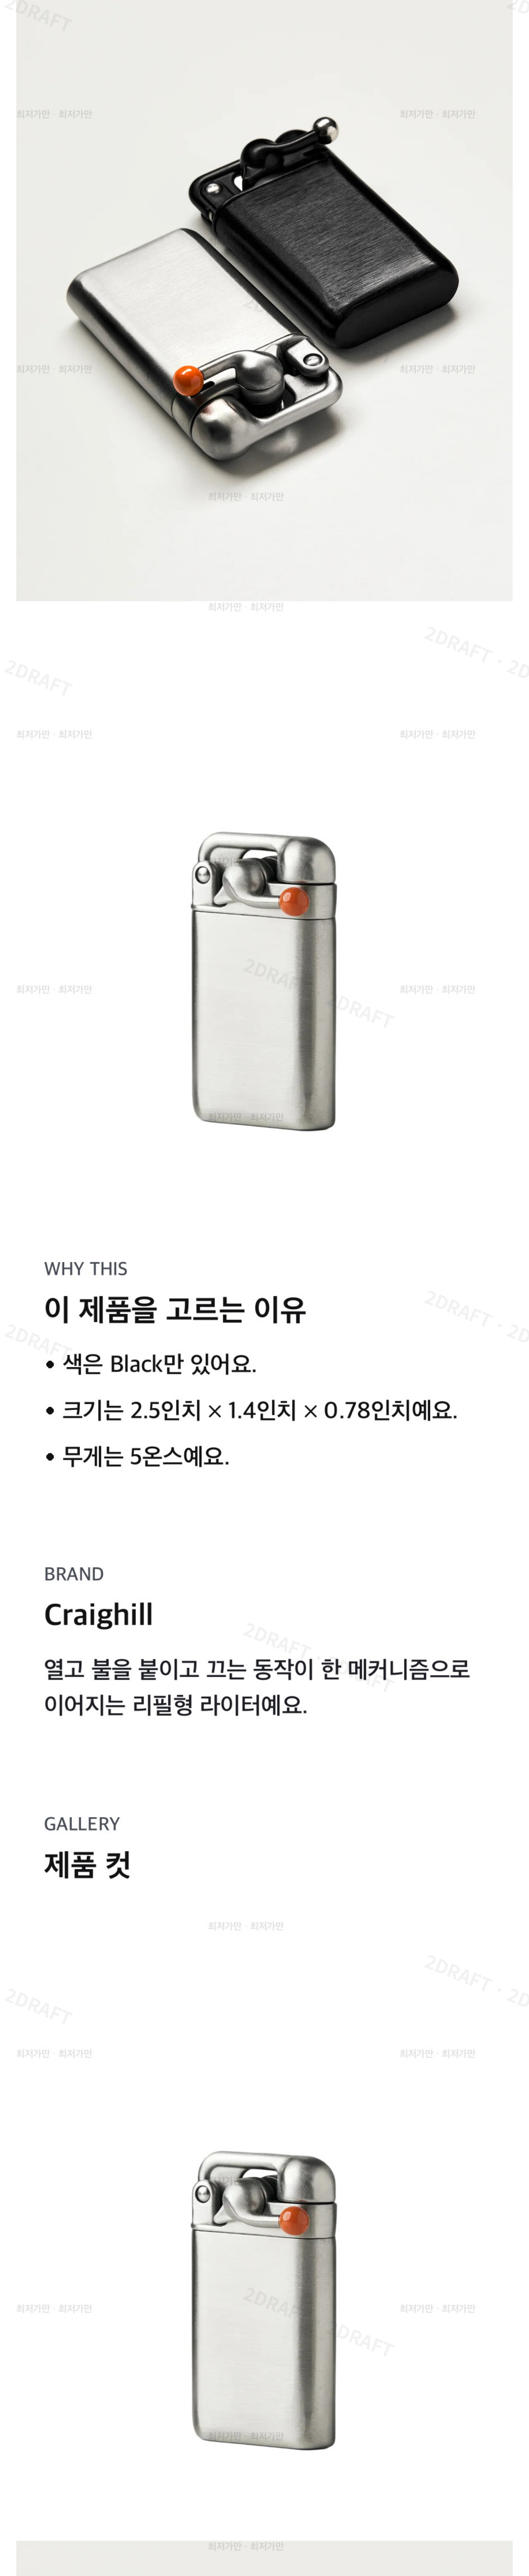 2DRAFT
최저가만 · 최저가만
최저가만 · 최저가만
최저가만 · 최저가만
최저가만 · 최저가만
최저가만 · 최저가만
2DRAFT · 2D
2DRAFT
최저가만 · 최저가만
최저가만 · 최저가만
2DRAFT
최저가만 · 최저가만
최저가만 · 최저가만
2DRAFT
최저가만 · 최저가만
WHY THIS
이 제품을 고르는 이유
2DRAFT · 2D
2DRAFT
• 색은 Black만 있어요.
• 크기는 2.5인치 × 1.4인치 × 0.78인치예요.
• 무게는 5온스예요.
BRAND
Craighill
2DRAFT
열고 불을 붙이고 끄는 동작이 한 메커니즘으로
이어지는 리필형 라이터예요.
GALLERY
제품 컷
최저가만 · 최저가만
2DRAFT · 2D
2DRAFT
최저가만 · 최저가만
최저가만 · 최저가만
2DRAFT
최저가만 · 최저가만
최저가만 · 최저가만
2DRAFT
최저가만 · 최저가만
최저가만 · 최저가만